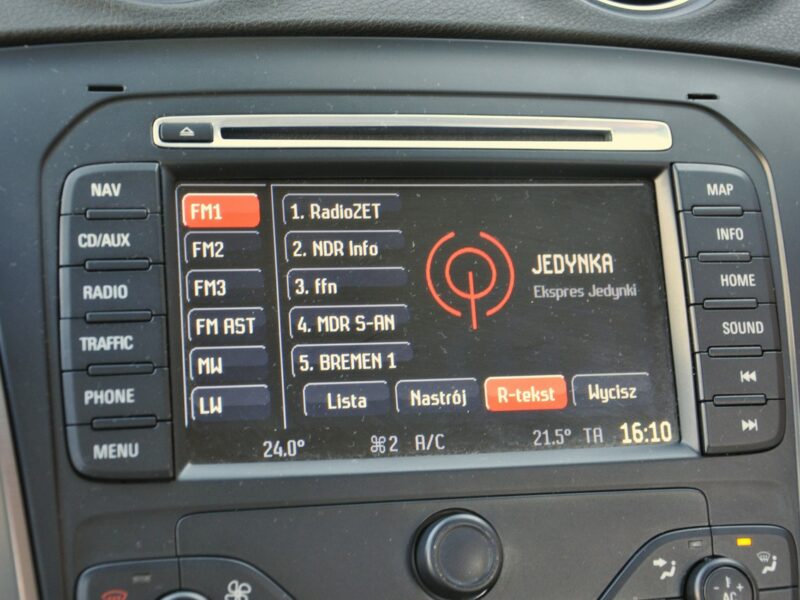 NAV
CD/AUX
RADIO
TRAFFIC
PHONE
MENU
FM1
FM2
FM3
FM AST
MW
LW
1. RadioZET
2. NDR Info
3. ffn
4. MDR S-AN
5. BREMEN 1
JEDYNKA
Ekspres Jedynki
Lista
Nastrój
R-tekst
Wycisz
24.0°
2
A/C
21.5°
TA
16:10
MAP
INFO
HOME
SOUND
AC